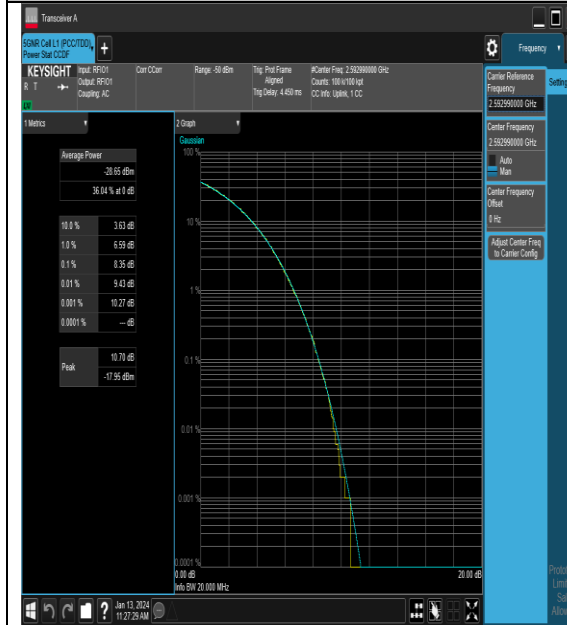 Transceiver A
5GNR Cell L1 (PCC/TDD),
Power Stat CCDF
+
Frequency
KEYSIGHT
R T
LV
Input: RFIO1
Output: RFIO1
Coupling: AC
Corr CCorr
Range: -50 dBm
Trig: Prot Frame
Aligned
Trig Delay: 4.450 ms
#Center Freq: 2.592990000 GHz
Counts: 100 k/100 kpt
CC Info: Uplink, 1 CC
Carrier Reference
Frequency
2.592990000 GHz
Setting
Center Frequency
2.592990000 GHz
Auto
Man
Center Frequency
Offset
0 Hz
Adjust Center Freq
to Carrier Config
1 Metrics
Average Power
-28.65 dBm
36.04 % at 0 dB
10.0 % 3.63 dB
1.0 % 6.59 dB
0.1 % 8.35 dB
0.01 % 9.43 dB
0.001 % 10.27 dB
0.0001 % --- dB
Peak
10.70 dB
-17.95 dBm
2 Graph
Gaussian
100 %
10 %
1 %
0.1 %
0.01 %
0.001 %
0.0001 %
0.00 dB
20.00 dB
Info BW 20.000 MHz
?
Jan 13, 2024
11:27:29 AM